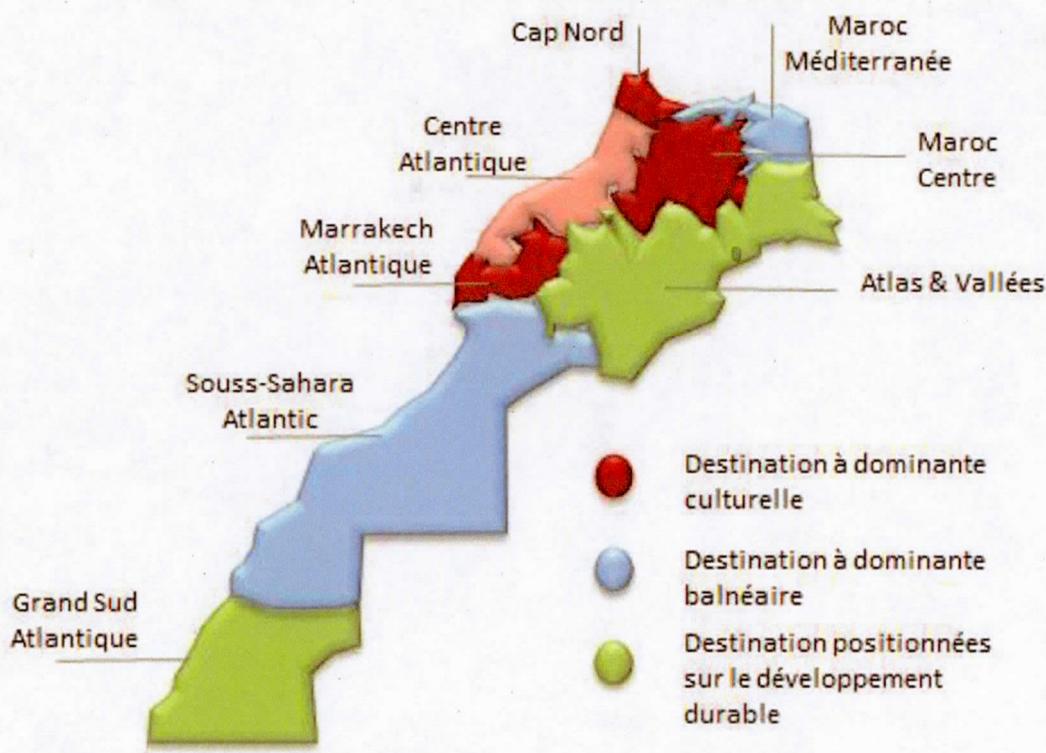 Cap Nord
Maroc
Méditerranée
Centre
Atlantique
Maroc
Centre
Marrakech
Atlantique
Atlas & Vallées
Souss-Sahara
Atlantic
Destination à dominante
culturelle
Destination à dominante
balnéaire
Grand Sud
Atlantique
Destination positionnées
sur le développement
durable